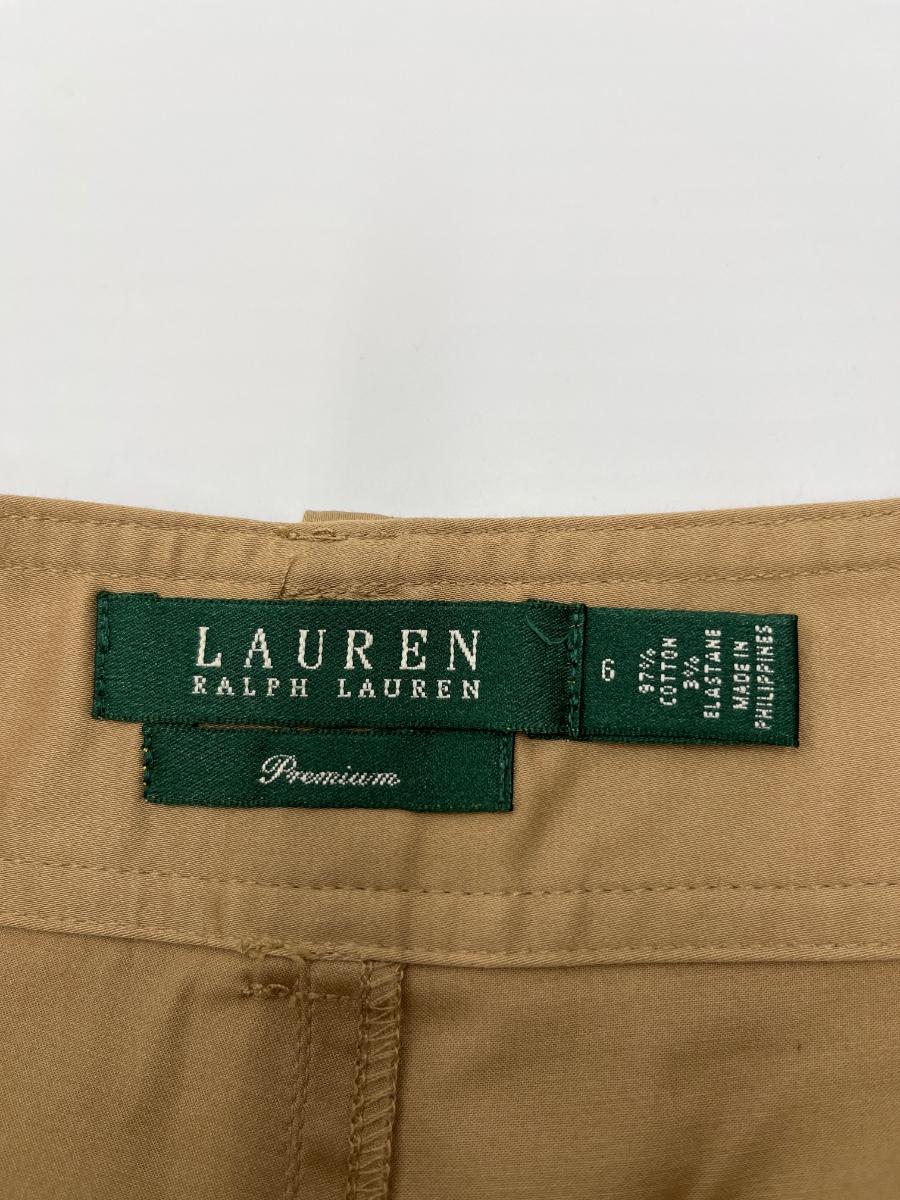 LAUREN
RALPH LAUREN
Premium
6
97%
COTTON
3%
ELASTANE
MADE IN
PHILIPPINES